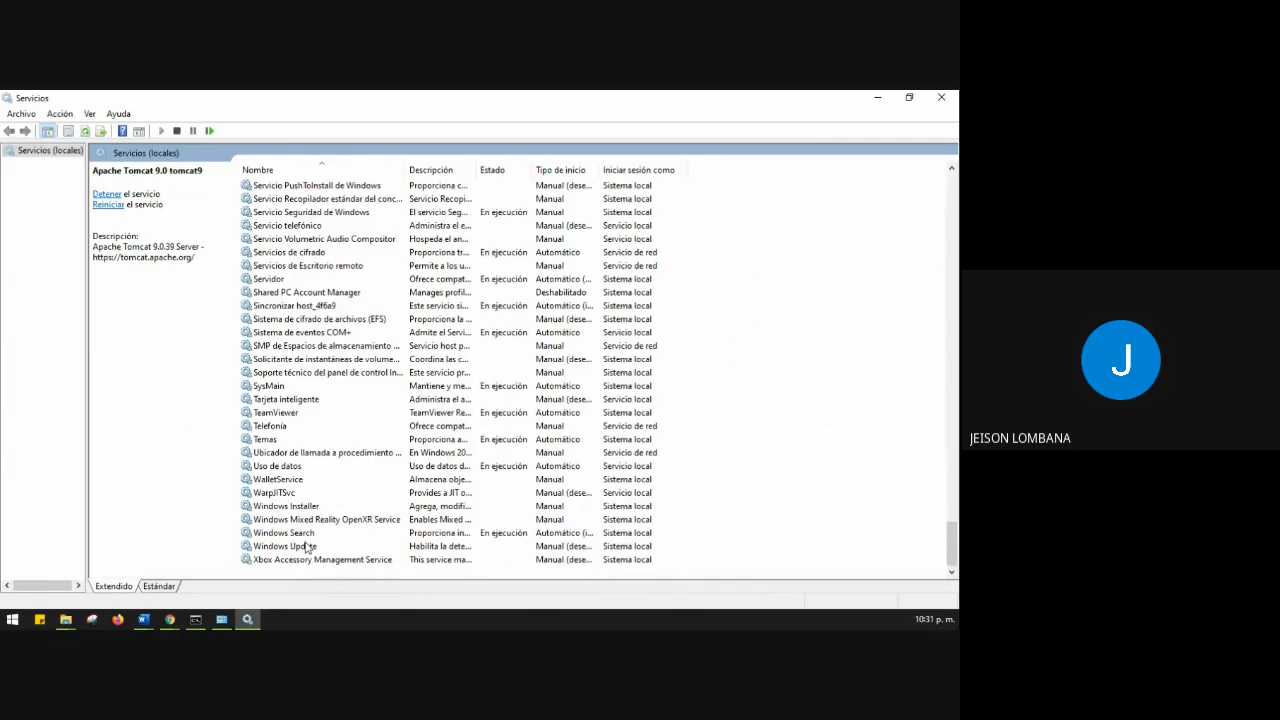 Servicios
Archivo Acción Ver Ayuda
Servicios (locales)
Servicios (locales)
Apache Tomcat 9.0 tomcat9
Detener el servicio
Reiniciar el servicio
Descripción:
Apache Tomcat 9.0.39 Server -
https://tomcat.apache.org/
Nombre Descripción Estado Tipo de inicio Iniciar sesión como
Servicio PushToInstall de Windows Proporciona c... Manual (dese... Sistema local
Servicio Recopilador estándar del conc... Servicio Recopi... Manual Sistema local
Servicio Seguridad de Windows El servicio Seg... En ejecución Manual Sistema local
Servicio telefónico Administra el e... Manual (dese... Servicio local
Servicio Volumetric Audio Compositor Hospeda el an... Manual Servicio local
Servicios de cifrado Proporciona tr... En ejecución Automático Servicio de red
Servicios de Escritorio remoto Permite a los u... Manual Servicio de red
Servidor Ofrece compat... En ejecución Automático (... Sistema local
Shared PC Account Manager Manages profil... Deshabilitado Sistema local
Sincronizar host_4f6a9 Este servicio si... En ejecución Automático (i... Sistema local
Sistema de cifrado de archivos (EFS) Proporciona la ... Manual (dese... Sistema local
Sistema de eventos COM+ Admite el Servi... En ejecución Automático Servicio local
SMP de Espacios de almacenamiento ... Servicio host p... Manual Servicio de red
Solicitante de instantáneas de volume... Coordina las c... Manual (dese... Sistema local
Soporte técnico del panel de control In... Este servicio pr... Manual Sistema local
SysMain Mantiene y me... En ejecución Automático Sistema local
Tarjeta inteligente Administra el a... Manual (dese... Servicio local
TeamViewer TeamViewer Re... En ejecución Automático Sistema local
Telefonía Ofrece compat... Manual Servicio de red
Temas Proporciona a... En ejecución Automático Sistema local
Ubicador de llamada a procedimiento ... En Windows 20... Manual Servicio de red
Uso de datos Uso de datos d... En ejecución Automático Servicio local
WalletService Almacena obje... Manual Sistema local
WarpJITSvc Provides a JIT o... Manual (dese... Servicio local
Windows Installer Agrega, modifi... Manual Sistema local
Windows Mixed Reality OpenXR Service Enables Mixed ... Manual Sistema local
Windows Search Proporciona in... En ejecución Automático (i... Sistema local
Windows Update Habilita la dete... Manual (dese... Sistema local
Xbox Accessory Management Service This service ma... Manual (dese... Sistema local
Extendido Estándar
10:31 p. m.
J
JEISON LOMBANA